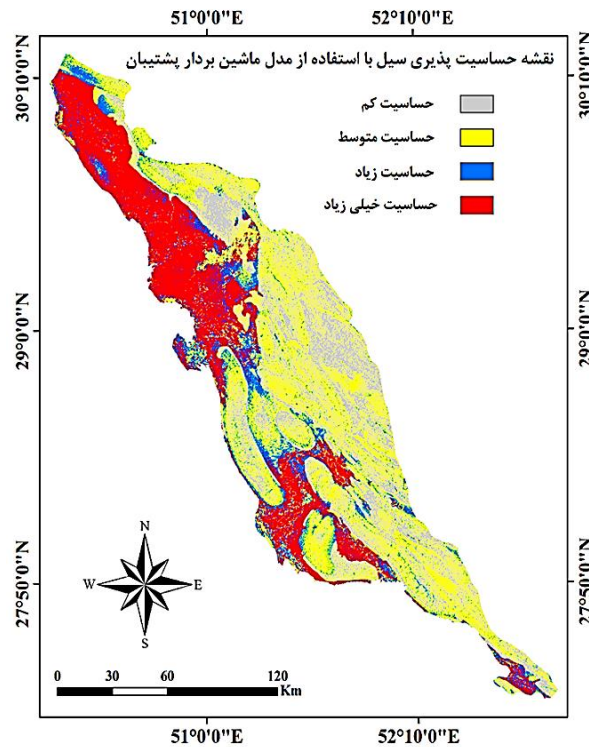 51°0'0"E 52°10'0"E
نقشه حساسیت پذیری سیل با استفاده از مدل ماشین بردار پشتیبان
حساسیت کم
حساسیت متوسط
حساسیت زیاد
حساسیت خیلی زیاد
30°10'0"N 30°10'0"N
29°0'0"N 29°0'0"N
27°50'0"N 27°50'0"N
N
W E
S
0 30 60 120
Km
51°0'0"E 52°10'0"E